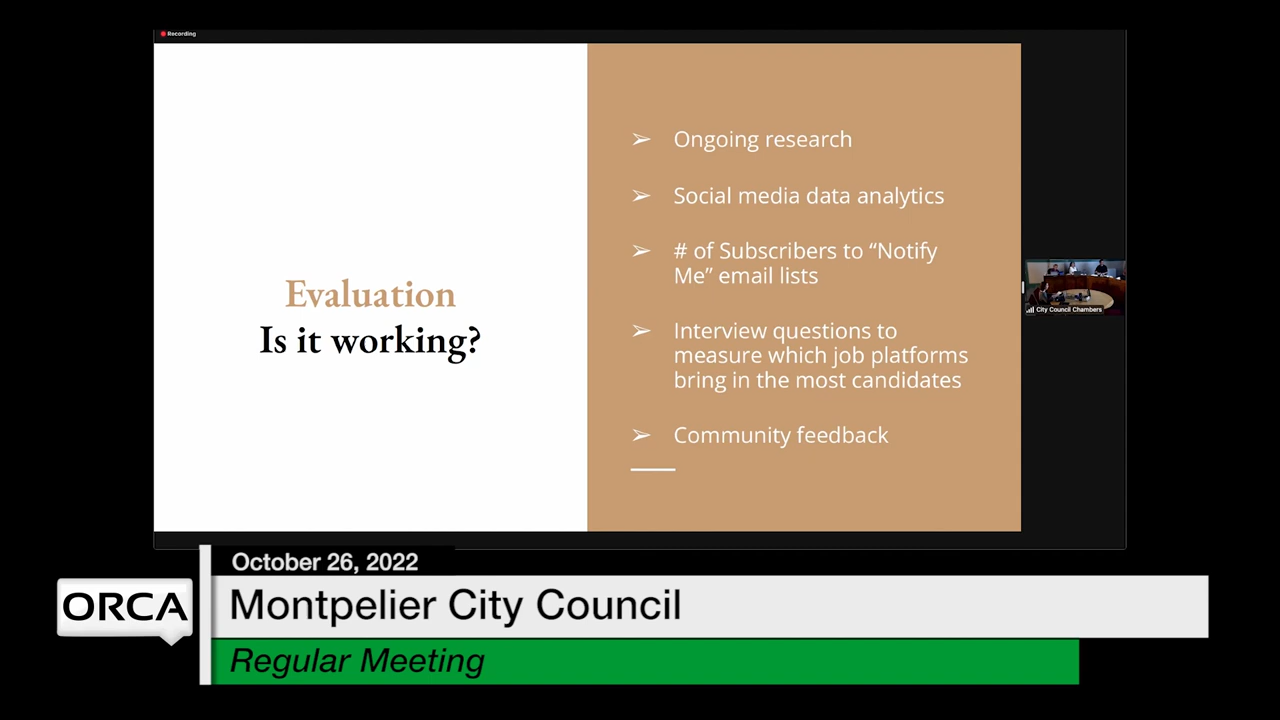 Recording
Evaluation
Is it working?
➢ Ongoing research
➢ Social media data analytics
➢ # of Subscribers to “Notify
Me” email lists
➢ Interview questions to
measure which job platforms
bring in the most candidates
➢ Community feedback
City Council Chambers
October 26, 2022
ORCA
Montpelier City Council
Regular Meeting